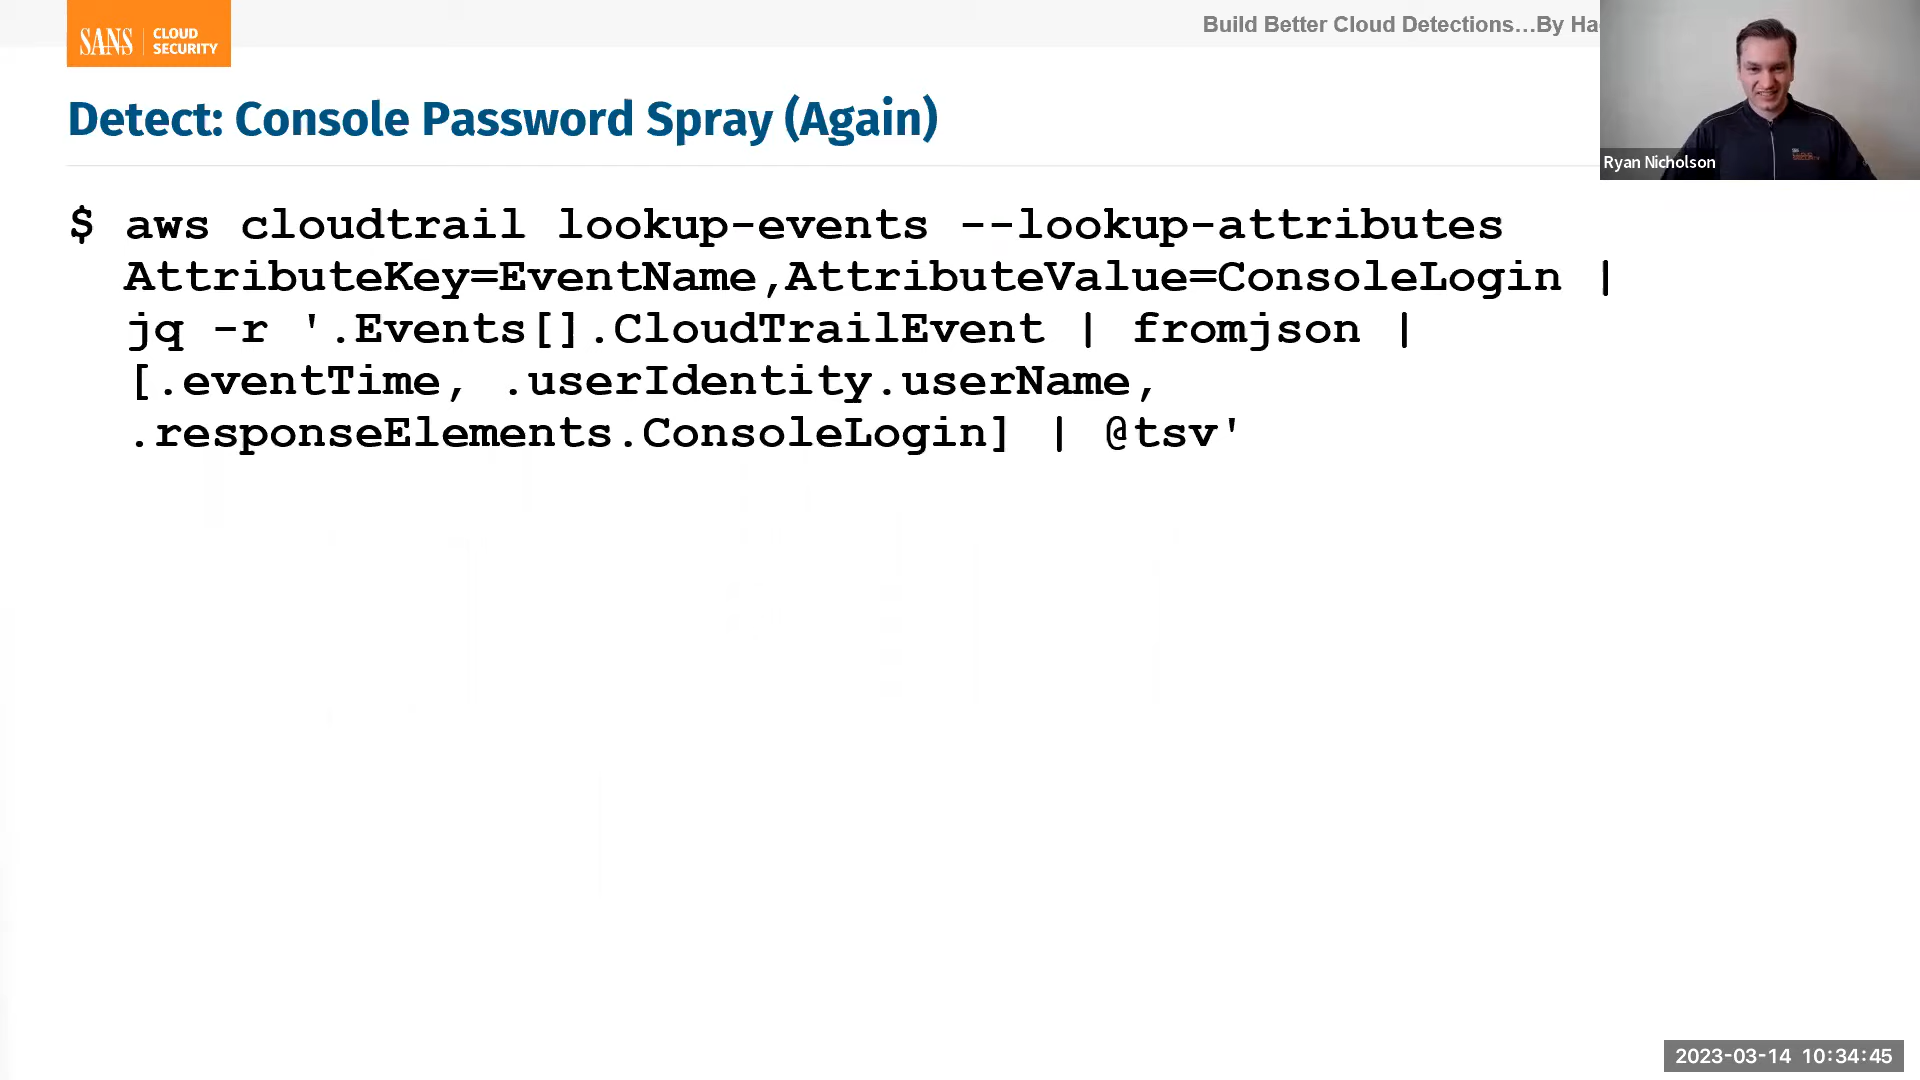 SANS
CLOUD
SECURITY
Build Better Cloud Detections…By Ha
Ryan Nicholson
Detect: Console Password Spray (Again)
$ aws cloudtrail lookup-events --lookup-attributes
AttributeKey=EventName,AttributeValue=ConsoleLogin |
jq -r '.Events[].CloudTrailEvent | fromjson |
[.eventTime, .userIdentity.userName,
.responseElements.ConsoleLogin] | @tsv'
2023-03-14 10:34:45